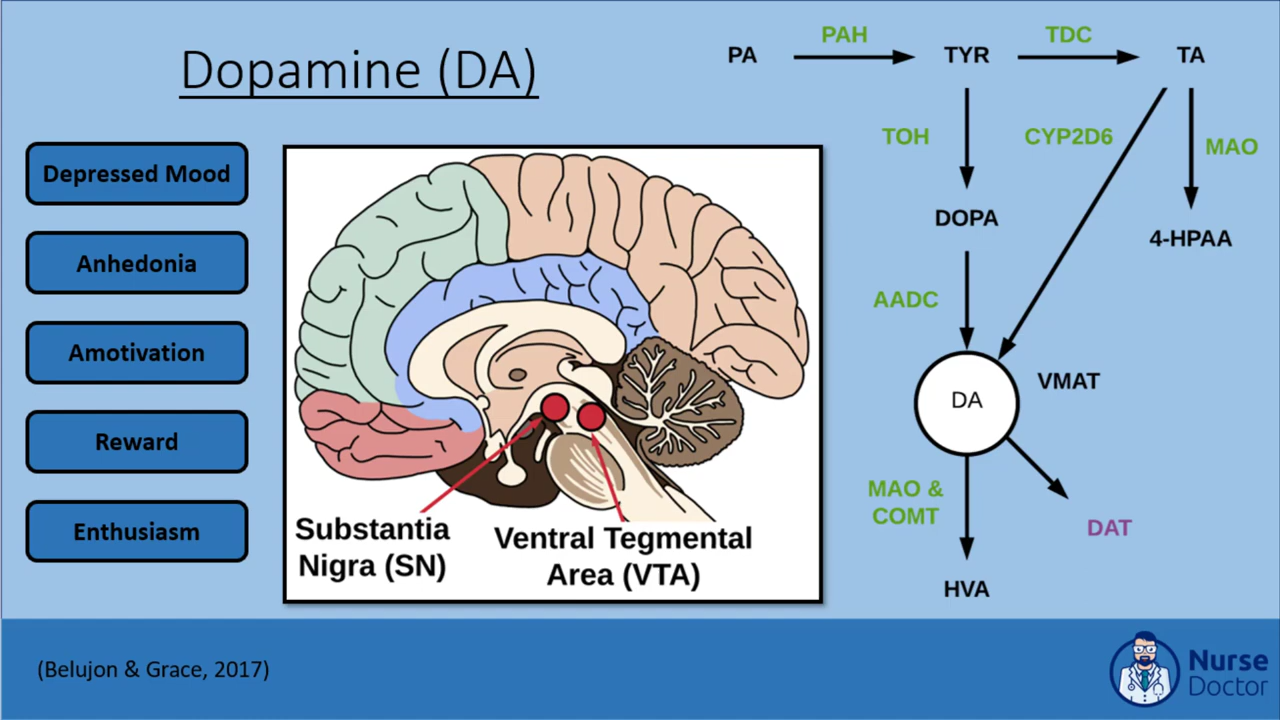 Dopamine (DA)
Depressed Mood
Anhedonia
Amotivation
Reward
Enthusiasm
Substantia
Nigra (SN)
Ventral Tegmental
Area (VTA)
PA
PAH
TYR
TDC
TA
TOH
CYP2D6
MAO
DOPA
4-HPAA
AADC
DA
VMAT
MAO &
COMT
DAT
HVA
(Belujon & Grace, 2017)
Nurse
Doctor